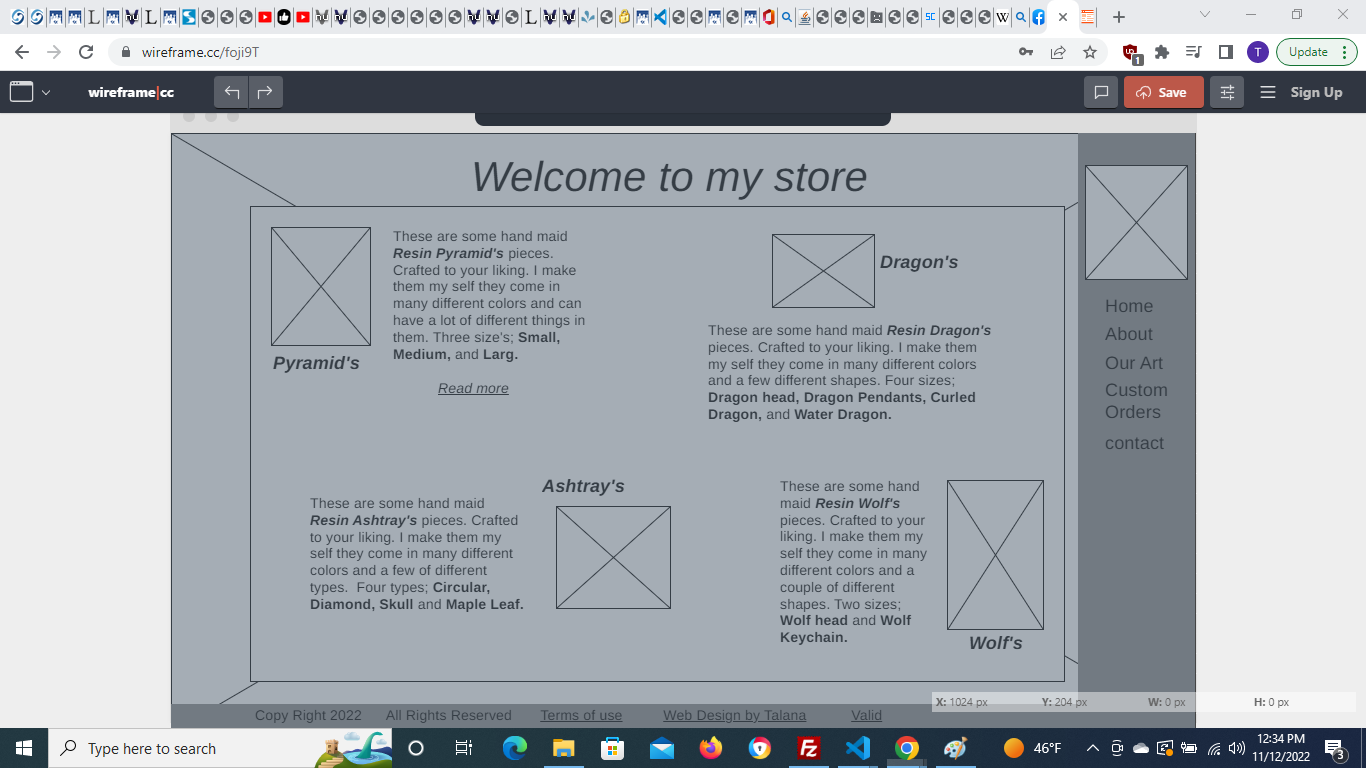 L
L
L
SC
W
wireframe.cc/foji9T
1
T
Update
wireframe|cc
Save
Sign Up
Welcome to my store
These are some hand maid
Resin Pyramid's pieces.
Crafted to your liking. I make
them my self they come in
many different colors and can
have a lot of different things in
them. Three size's; Small,
Medium, and Larg.
Pyramid's
Read more
Dragon's
These are some hand maid Resin Dragon's
pieces. Crafted to your liking. I make them
my self they come in many different colors
and a few different shapes. Four sizes;
Dragon head, Dragon Pendants, Curled
Dragon, and Water Dragon.
Home
About
Our Art
Custom
Orders
contact
Ashtray's
These are some hand maid
Resin Ashtray's pieces. Crafted
to your liking. I make them my
self they come in many different
colors and a few of different
types. Four types; Circular,
Diamond, Skull and Maple Leaf.
These are some hand
maid Resin Wolf's
pieces. Crafted to your
liking. I make them my
self they come in many
different colors and a
couple of different
shapes. Two sizes;
Wolf head and Wolf
Keychain.
Wolf's
X: 1024 px Y: 204 px W: 0 px H: 0 px
Copy Right 2022 All Rights Reserved Terms of use Web Design by Talana Valid
Type here to search
46°F
12:34 PM
11/12/2022
3